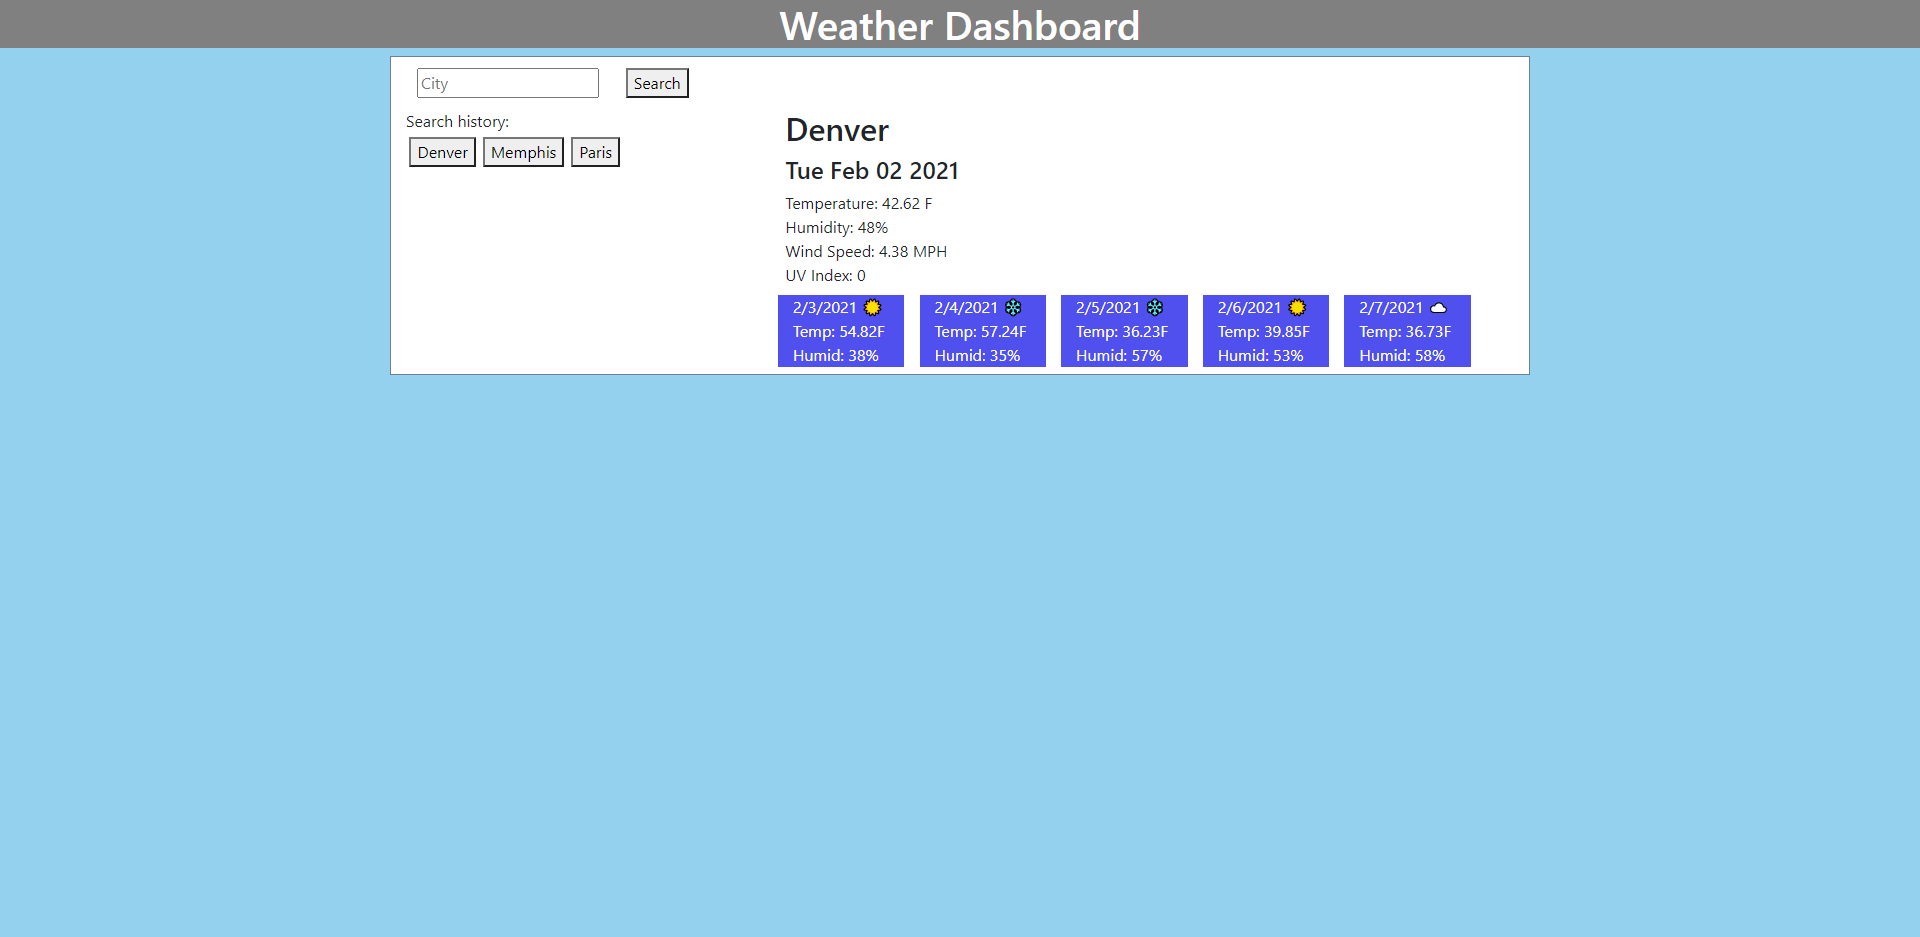 Weather Dashboard
City
Search
Search history:
Denver Memphis Paris
Denver
Tue Feb 02 2021
Temperature: 42.62 F
Humidity: 48%
Wind Speed: 4.38 MPH
UV Index: 0
2/3/2021
Temp: 54.82F
Humid: 38%
2/4/2021
Temp: 57.24F
Humid: 35%
2/5/2021
Temp: 36.23F
Humid: 57%
2/6/2021
Temp: 39.85F
Humid: 53%
2/7/2021
Temp: 36.73F
Humid: 58%